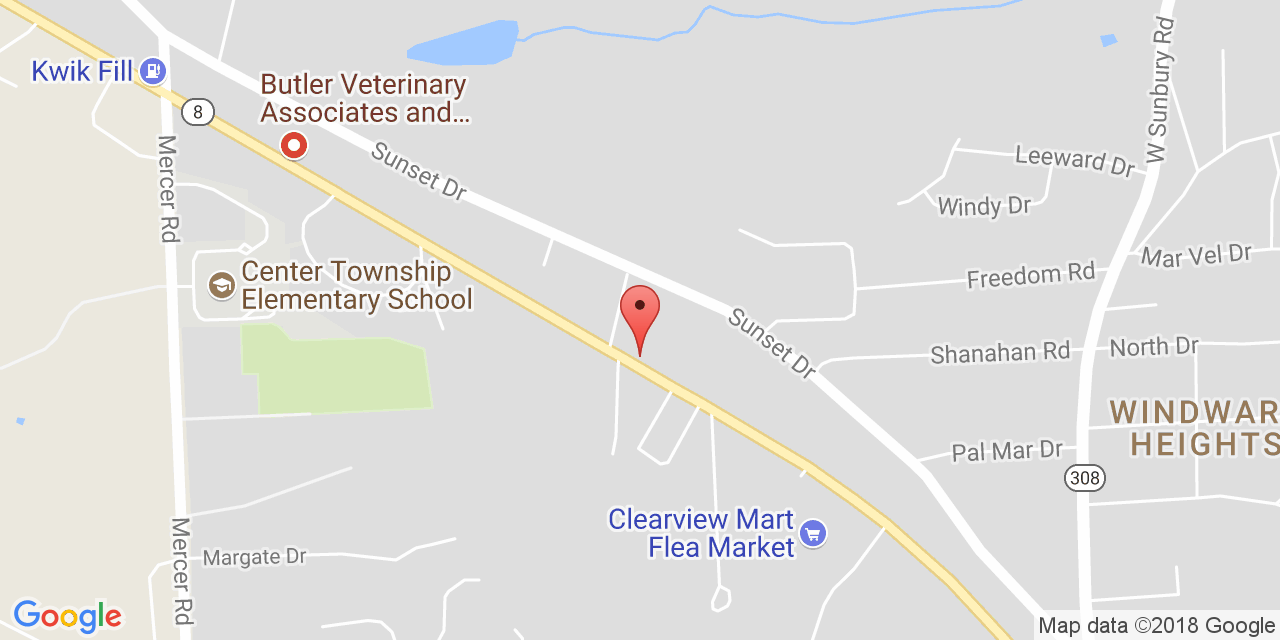 Kwik Fill
8
Butler Veterinary
Associates and...
Mercer Rd
Sunset Dr
W Sunbury Rd
Leeward Dr
Windy Dr
Mar Vel Dr
Freedom Rd
Center Township
Elementary School
Sunset Dr
Shanahan Rd
North Dr
WINDWAR
HEIGHTS
Pal Mar Dr
308
Clearview Mart
Flea Market
Mercer Rd
Margate Dr
Google
Map data ©2018 Google